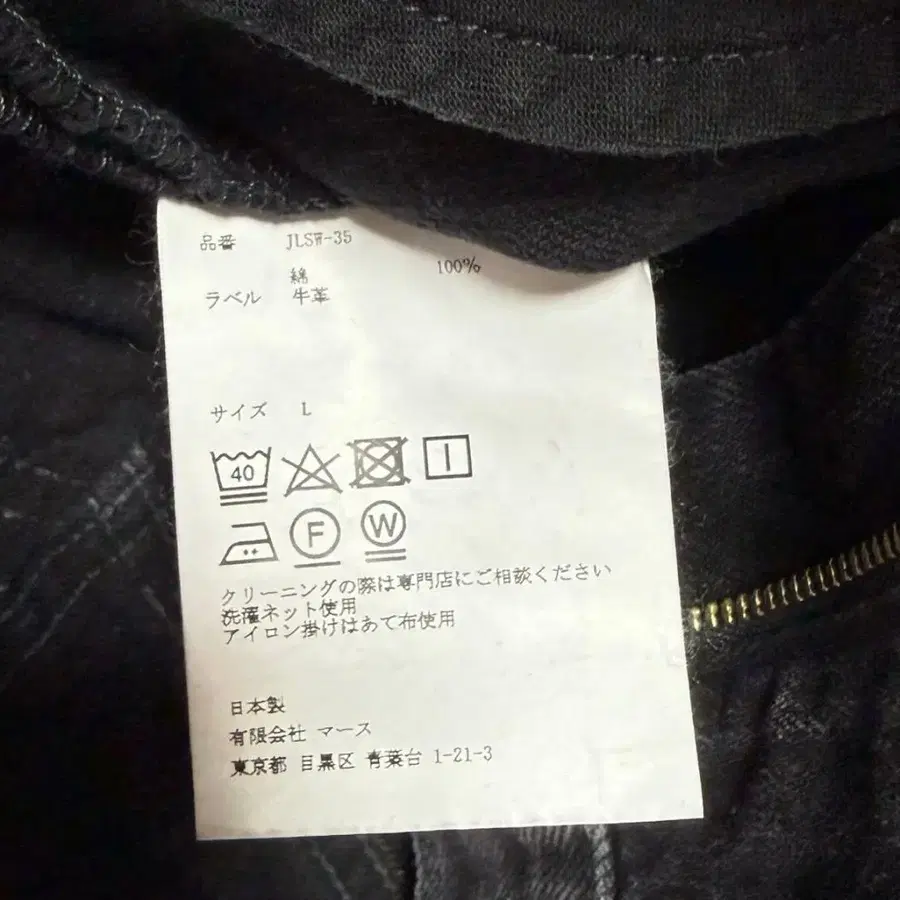 品番 JLSW-35
綿 100%
ラベル 牛革
サイズ L
40
F W
クリーニングの際は専門店にご相談ください
洗濯ネット使用
アイロン掛けはあて布使用
日本製
有限会社 マース
東京都 目黒区 青葉台 1-21-3